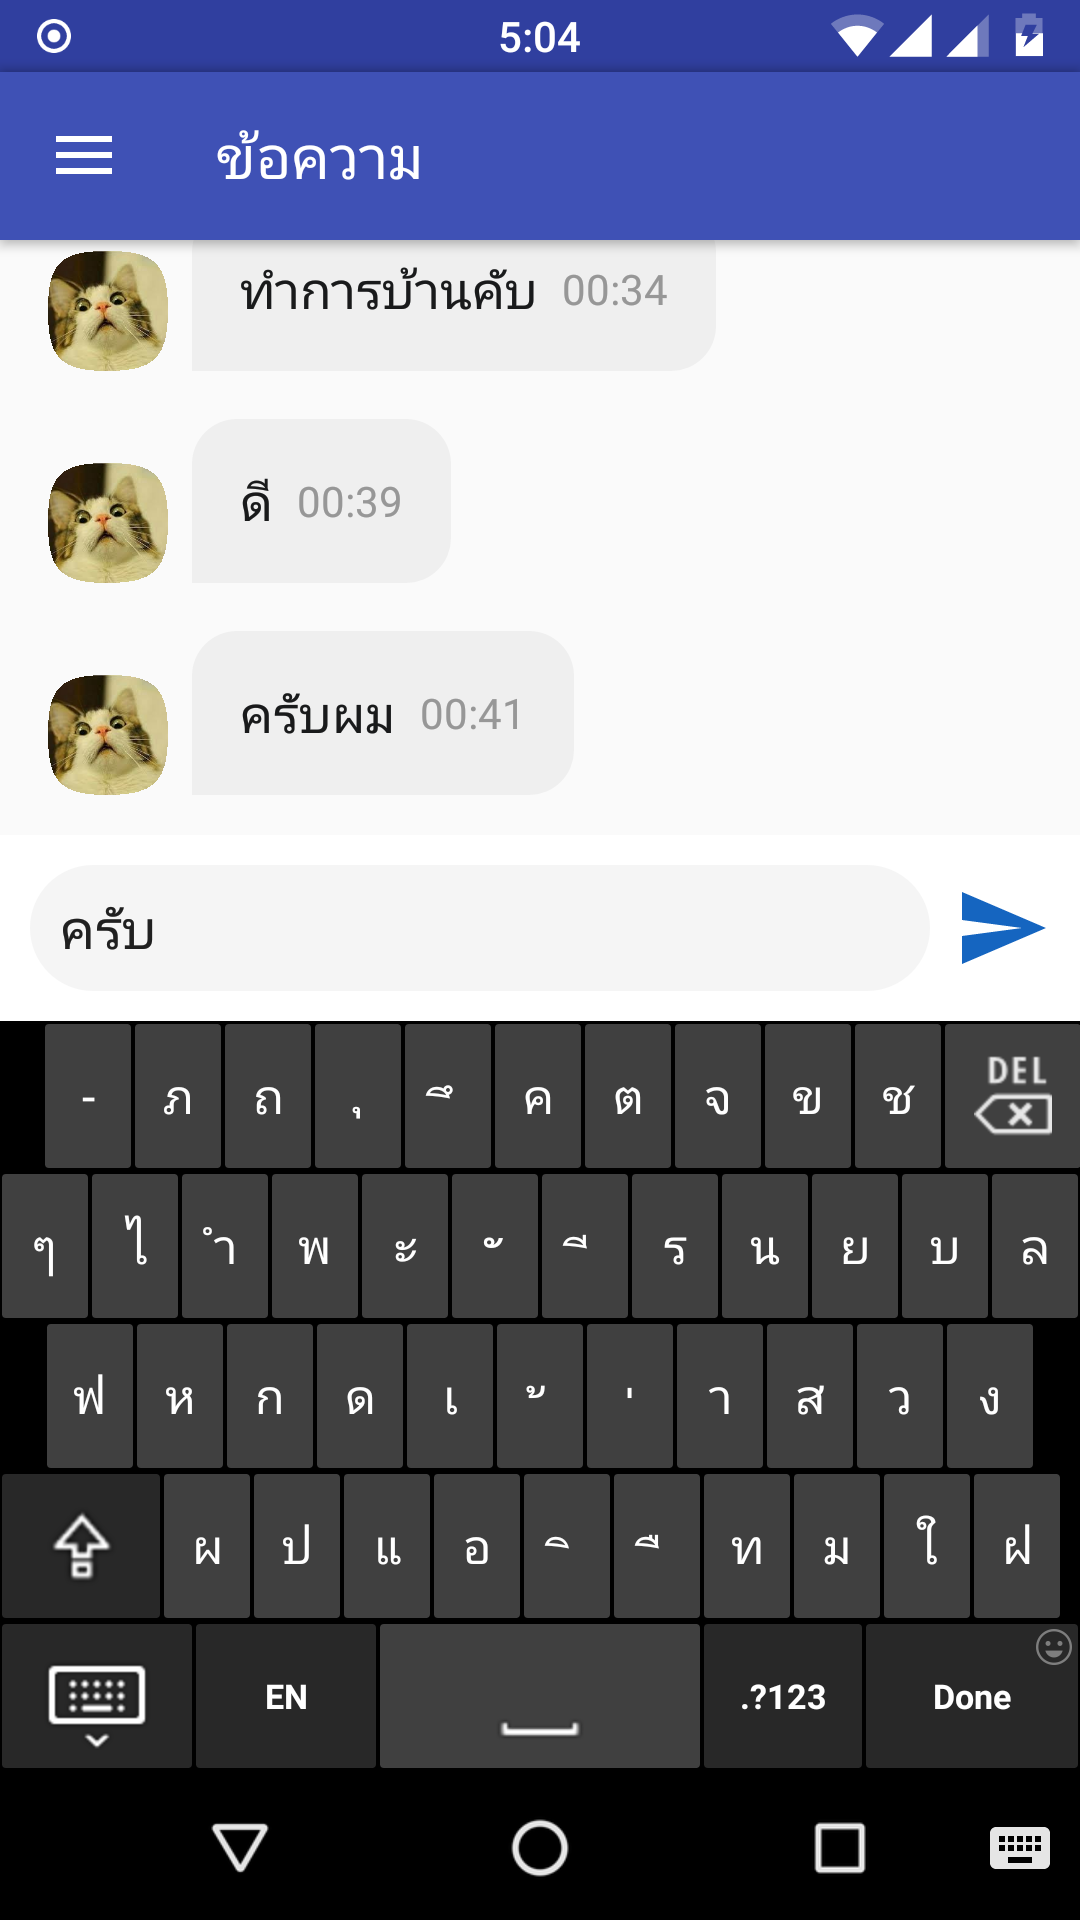 5:04
ข้อความ
ทำการบ้านคับ 00:34
ดี 00:39
ครับผม 00:41
ครับ
- ภ ถ ุ ึ ค ต จ ข ช DEL
ๆ ไ ำ พ ะ ั ี ร น ย บ ล
ฟ ห ก ด เ ้ ่ า ส ว ง
ผ ป แ อ ิ ื ท ม ใ ฝ
EN .?123 Done